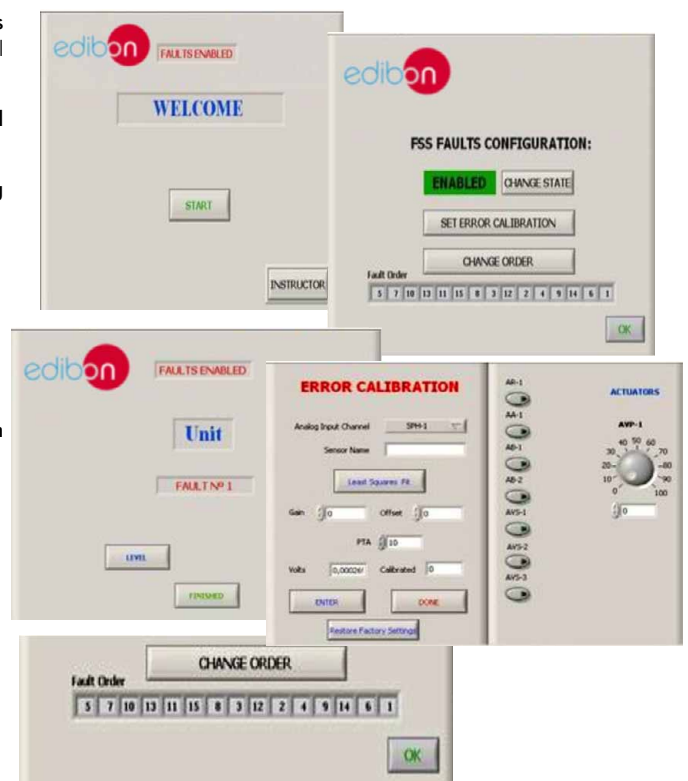 s
l
l
g
n
edibon
FAULTS ENABLED
WELCOME
START
INSTRUCTOR
edibon
FSS FAULTS CONFIGURATION:
ENABLED CHANGE STATE
SET ERROR CALIBRATION
CHANGE ORDER
Fault Order
5 7 10 13 11 15 8 3 12 2 4 9 14 6 1
OK
edibon
FAULTS ENABLED
Unit
FAULT Nº 1
LEVEL
FINISHED
ERROR CALIBRATION
Analog Input Channel SPH-1
Sensor Name
Least Squares Fit
Gain 0 Offset 0
PTA 10
Volts 0,00026 Calibrated 0
ENTER DONE
Restore Factory Settings
AR-1
AA-1
AB-1
AB-2
AVS-1
AVS-2
AVS-3
ACTUATORS
AVP-1
0 10 20 30 40 50 60 70 80 90 100
0
CHANGE ORDER
Fault Order
5 7 10 13 11 15 8 3 12 2 4 9 14 6 1
OK